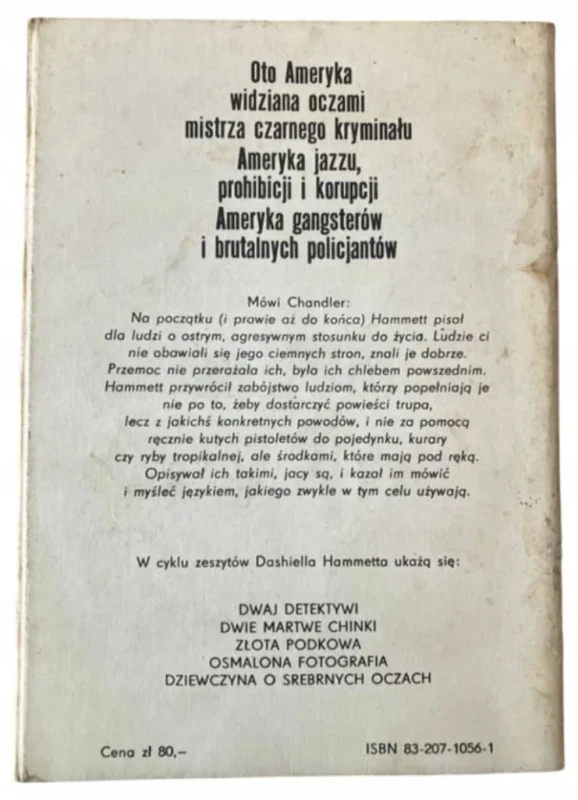 Oto Ameryka
widziana oczami
mistrza czarnego kryminału
Ameryka jazzu,
prohibicji i korupcji
Ameryka gangsterów
i brutalnych policjantów
Mówi Chandler:
Na początku (i prawie aż do końca) Hammett pisał
dla ludzi o ostrym, agresywnym stosunku do życia. Ludzie ci
nie obawiali się jego ciemnych stron, znali je dobrze.
Przemoc nie przerażała ich, była ich chlebem powszednim.
Hammett przywrócił zabójstwo ludziom, którzy popełniają je
nie po to, żeby dostarczyć powieści trupa,
lecz z jakichś konkretnych powodów, i nie za pomocą
ręcznie kutych pistoletów do pojedynku, kurary
czy ryby tropikalnej, ale środkami, które mają pod ręką.
Opisywał ich takimi, jacy są, i kazał im mówić
i myśleć językiem, jakiego zwykle w tym celu używają.
W cyklu zeszytów Dashiella Hammetta ukażą się:
DWAJ DETEKTYWI
DWIE MARTWE CHINKI
ZŁOTA PODKOWA
OSMALONA FOTOGRAFIA
DZIEWCZYNA O SREBRNYCH OCZACH
Cena zł 80,— ISBN 83-207-1056-1